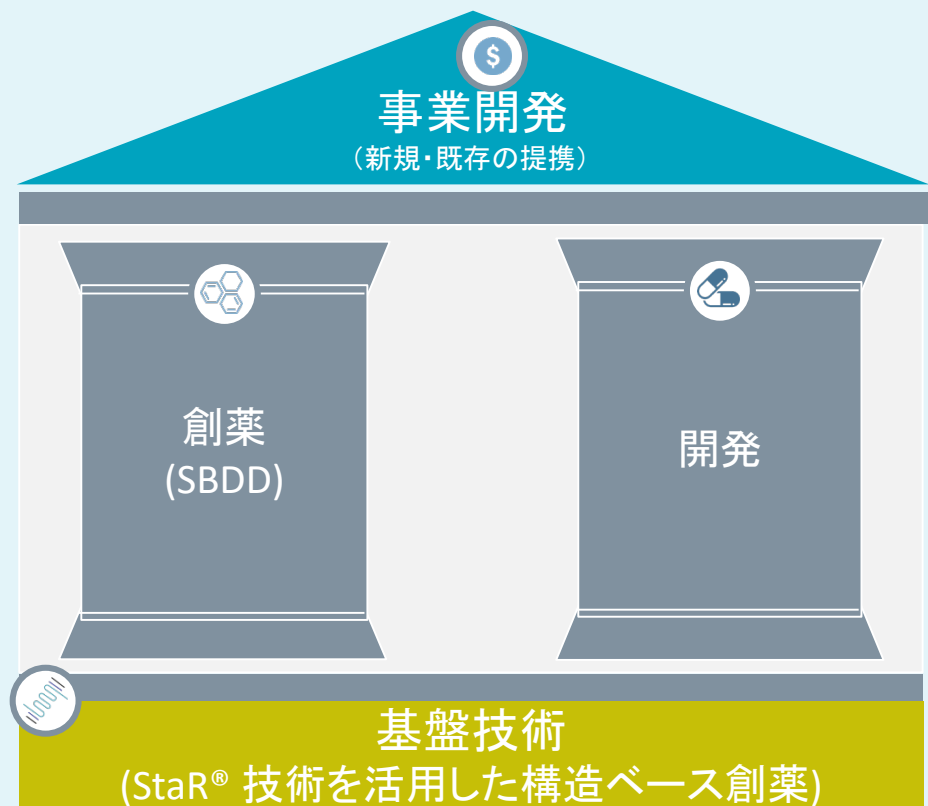 $
事業開発
（新規・既存の提携）
創薬
(SBDD)
開発
基盤技術
(StaR® 技術を活用した構造ベース創薬)